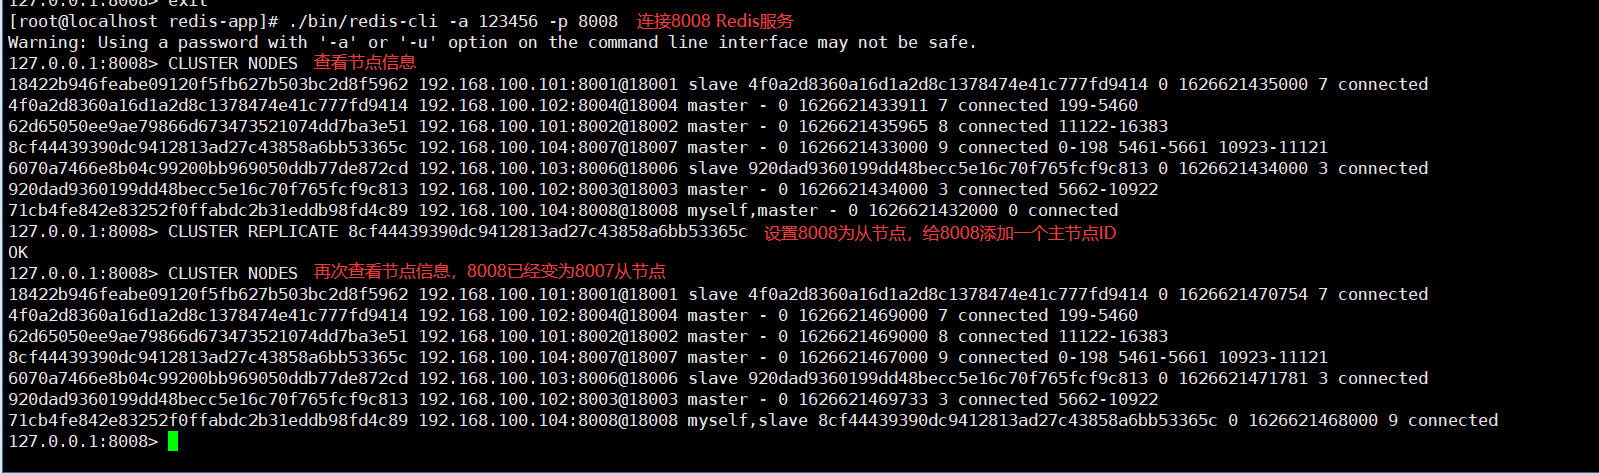 127.0.0.1:8008> exit
[root@localhost redis-app]# ./bin/redis-cli -a 123456 -p 8008 连接8008 Redis服务
Warning: Using a password with '-a' or '-u' option on the command line interface may not be safe.
127.0.0.1:8008> CLUSTER NODES 查看节点信息
18422b946feabe09120f5fb627b503bc2d8f5962 192.168.100.101:8001@18001 slave 4f0a2d8360a16d1a2d8c1378474e41c777fd9414 0 1626621435000 7 connected
4f0a2d8360a16d1a2d8c1378474e41c777fd9414 192.168.100.102:8004@18004 master - 0 1626621433911 7 connected 199-5460
62d65050ee9ae79866d673473521074dd7ba3e51 192.168.100.101:8002@18002 master - 0 1626621435965 8 connected 11122-16383
8cf44439390dc9412813ad27c43858a6bb53365c 192.168.100.104:8007@18007 master - 0 1626621433000 9 connected 0-198 5461-5661 10923-11121
6070a7466e8b04c99200bb969050ddb77de872cd 192.168.100.103:8006@18006 slave 920dad9360199dd48becc5e16c70f765fcf9c813 0 1626621434000 3 connected
920dad9360199dd48becc5e16c70f765fcf9c813 192.168.100.102:8003@18003 master - 0 1626621434000 3 connected 5662-10922
71cb4fe842e83252f0ffabdc2b31eddb98fd4c89 192.168.100.104:8008@18008 myself,master - 0 1626621432000 0 connected
127.0.0.1:8008> CLUSTER REPLICATE 8cf44439390dc9412813ad27c43858a6bb53365c 设置8008为从节点，给8008添加一个主节点ID
OK
127.0.0.1:8008> CLUSTER NODES 再次查看节点信息，8008已经变为8007从节点
18422b946feabe09120f5fb627b503bc2d8f5962 192.168.100.101:8001@18001 slave 4f0a2d8360a16d1a2d8c1378474e41c777fd9414 0 1626621470754 7 connected
4f0a2d8360a16d1a2d8c1378474e41c777fd9414 192.168.100.102:8004@18004 master - 0 1626621469000 7 connected 199-5460
62d65050ee9ae79866d673473521074dd7ba3e51 192.168.100.101:8002@18002 master - 0 1626621469000 8 connected 11122-16383
8cf44439390dc9412813ad27c43858a6bb53365c 192.168.100.104:8007@18007 master - 0 1626621467000 9 connected 0-198 5461-5661 10923-11121
6070a7466e8b04c99200bb969050ddb77de872cd 192.168.100.103:8006@18006 slave 920dad9360199dd48becc5e16c70f765fcf9c813 0 1626621471781 3 connected
920dad9360199dd48becc5e16c70f765fcf9c813 192.168.100.102:8003@18003 master - 0 1626621469733 3 connected 5662-10922
71cb4fe842e83252f0ffabdc2b31eddb98fd4c89 192.168.100.104:8008@18008 myself,slave 8cf44439390dc9412813ad27c43858a6bb53365c 0 1626621468000 9 connected
127.0.0.1:8008>